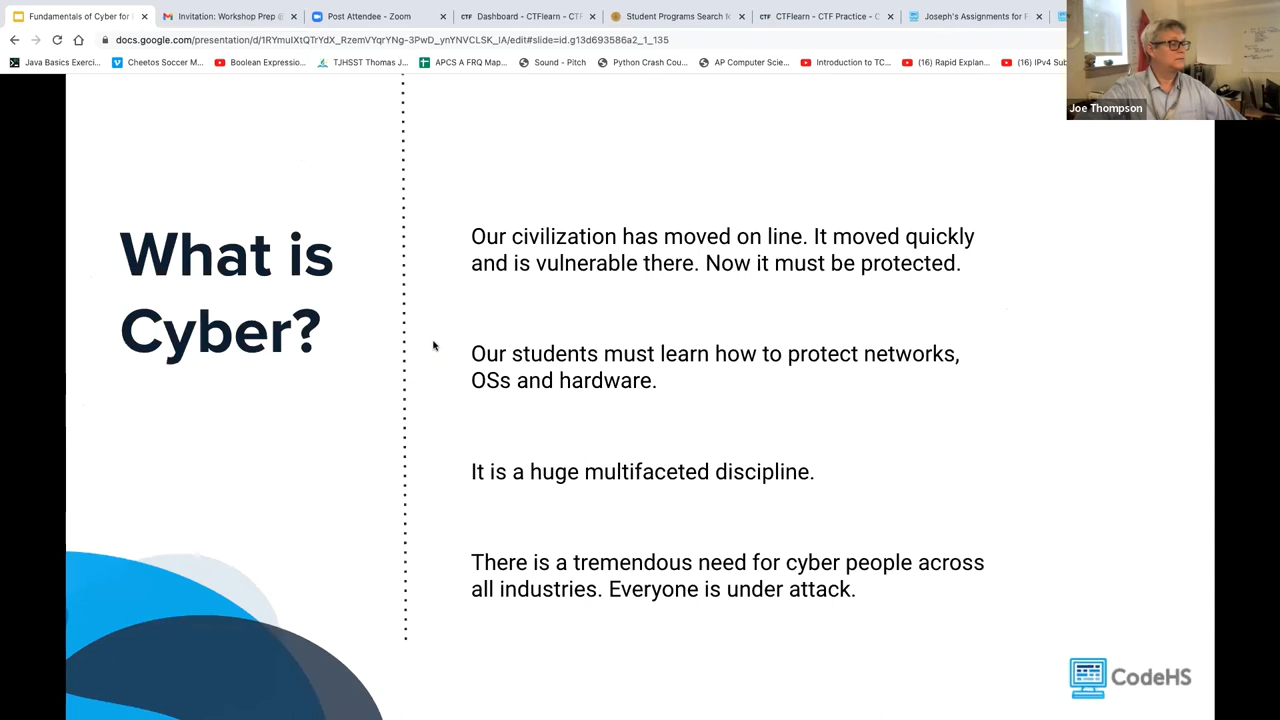 Fundamentals of Cyber for
Invitation: Workshop Prep @
Post Attendee - Zoom
CTF Dashboard - CTFlearn - CTF
Student Programs Search fo
CTF CTFlearn - CTF Practice - C
Joseph's Assignments for F
docs.google.com/presentation/d/1RYmuIXtQTrYdX_RzemVYqrYNg-3PwD_ynYNVCLSK_IA/edit#slide=id.g13d693586a2_1_135
Java Basics Exerci...
Cheetos Soccer M...
Boolean Expressio...
TJHSST Thomas J...
APCS A FRQ Map...
Sound - Pitch
Python Crash Cou...
AP Computer Scie...
Introduction to TC...
(16) Rapid Explan...
(16) IPv4 Sub
Joe Thompson
What is
Cyber?
Our civilization has moved on line. It moved quickly
and is vulnerable there. Now it must be protected.
Our students must learn how to protect networks,
OSs and hardware.
It is a huge multifaceted discipline.
There is a tremendous need for cyber people across
all industries. Everyone is under attack.
CodeHS